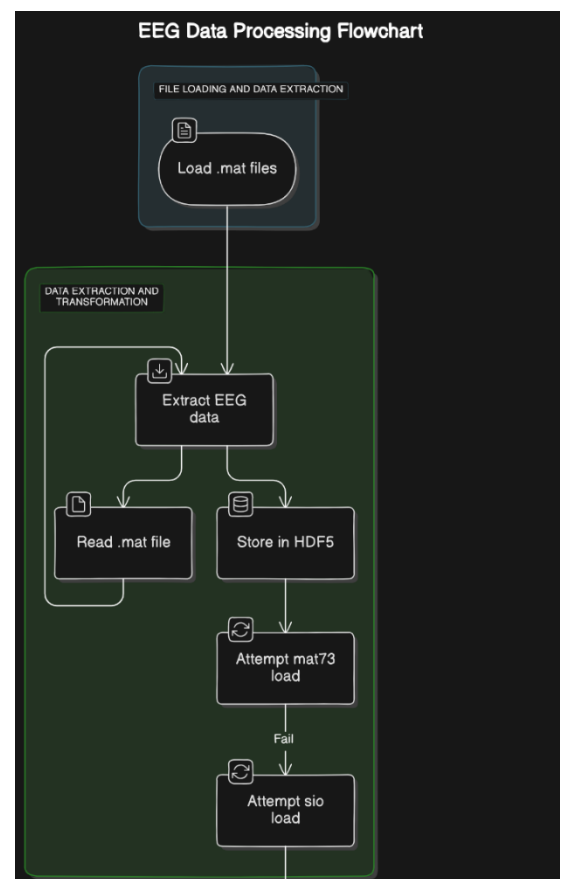 EEG Data Processing Flowchart
FILE LOADING AND DATA EXTRACTION
Load .mat files
DATA EXTRACTION AND
TRANSFORMATION
Extract EEG
data
Read .mat file
Store in HDF5
Attempt mat73
load
Fail
Attempt sio
load